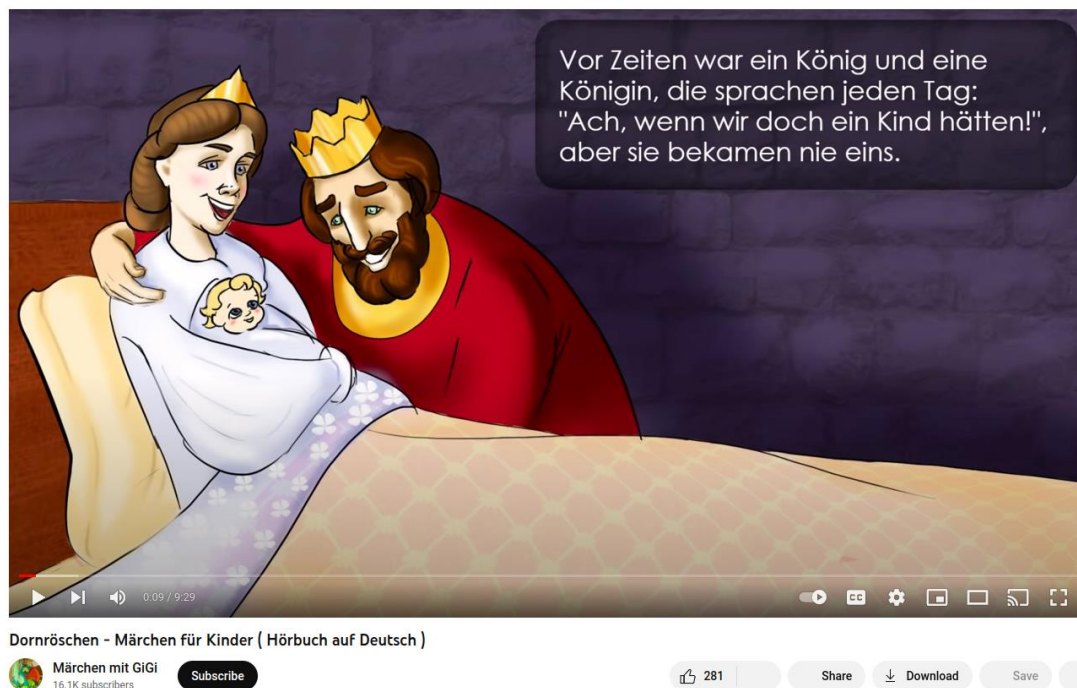 Vor Zeiten war ein König und eine
Königin, die sprachen jeden Tag:
"Ach, wenn wir doch ein Kind hätten!",
aber sie bekamen nie eins.
0:09 / 9:29
CC
Dornröschen - Märchen für Kinder ( Hörbuch auf Deutsch )
Märchen mit GiGi
16.1K subscribers
Subscribe
281
Share
Download
Save